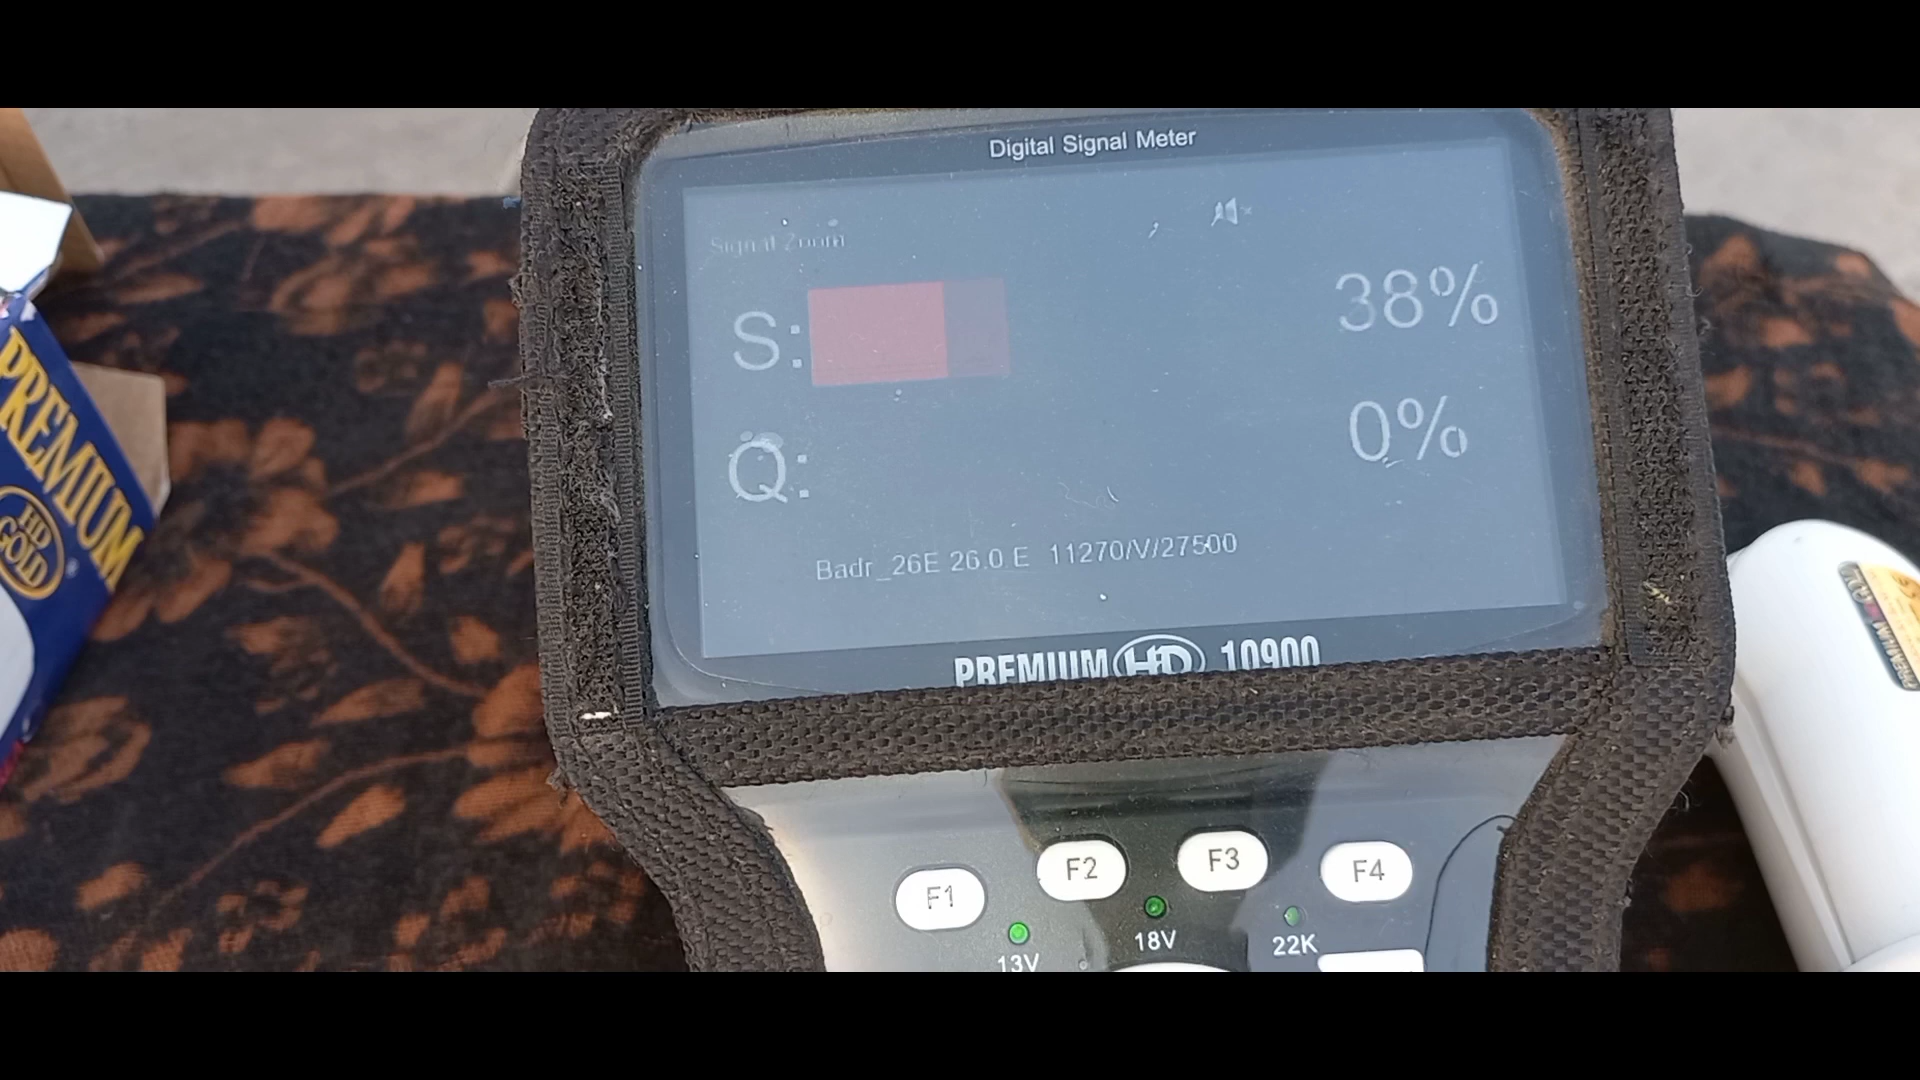 Digital Signal Meter
Signal Zoom
S: 38%
Q: 0%
Badr_26E 26.0 E 11270/V/27500
PREMIUM HD 10900
F1 F2 F3 F4
13V 18V 22K
PREMIUM
HD
GOLD